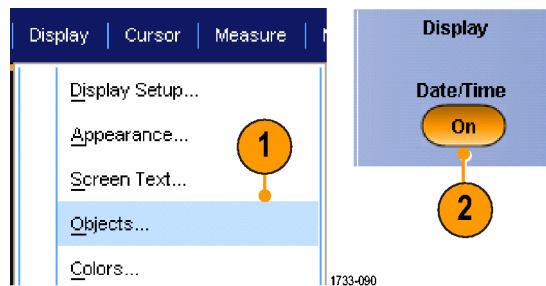 Display | Cursor | Measure |
Display Setup...
Appearance...
1
Screen Text...
Objects...
Colors...
Display
Date/Time
On
2
1733-090